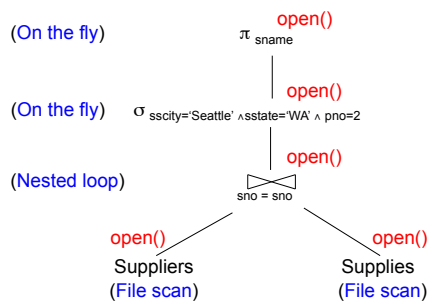 open()
(On the fly) π sname
open()
(On the fly) σ sscity=‘Seattle’ ∧sstate=‘WA’ ∧ pno=2
open()
(Nested loop)
sno = sno
open() open()
Suppliers Supplies
(File scan) (File scan)